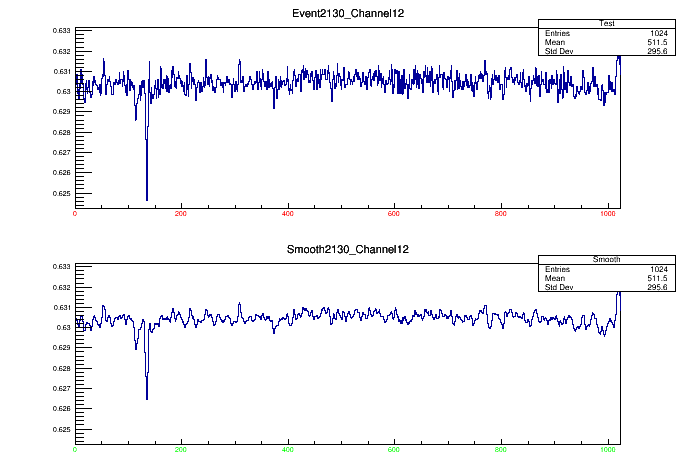 Event2130_Channel12
Test
Entries 1024
Mean 511.5
Std Dev 295.6
0.633
0.632
0.631
0.63
0.629
0.628
0.627
0.626
0.625
0 200 400 600 800 1000
Smooth2130_Channel12
Smooth
Entries 1024
Mean 511.5
Std Dev 295.6
0.633
0.632
0.631
0.63
0.629
0.628
0.627
0.626
0.625
0 200 400 600 800 1000